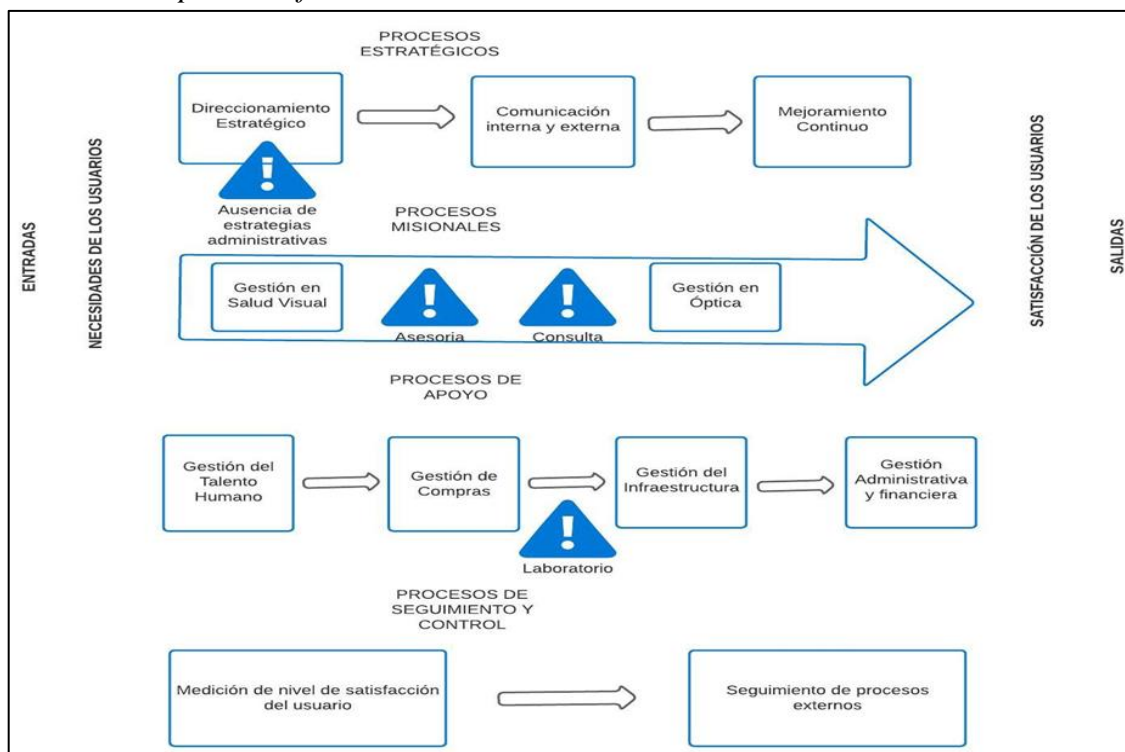 PROCESOS
ESTRATÉGICOS
Direccionamiento
Estratégico
Comunicación
interna y externa
Mejoramiento
Continuo
Ausencia de
estrategias
administrativas
ENTRADAS
NECESIDADES DE LOS USUARIOS
SATISFACCIÓN DE LOS USUARIOS
SALIDAS
PROCESOS
MISIONALES
Gestión en
Salud Visual
Asesoria
Consulta
Gestión en
Óptica
PROCESOS DE
APOYO
Gestión del
Talento
Humano
Gestión de
Compras
Gestión del
Infraestructura
Gestión
Administrativa
y financiera
Laboratorio
PROCESOS DE
SEGUIMIENTO Y
CONTROL
Medición de nivel de satisfacción
del usuario
Seguimiento de procesos
externos